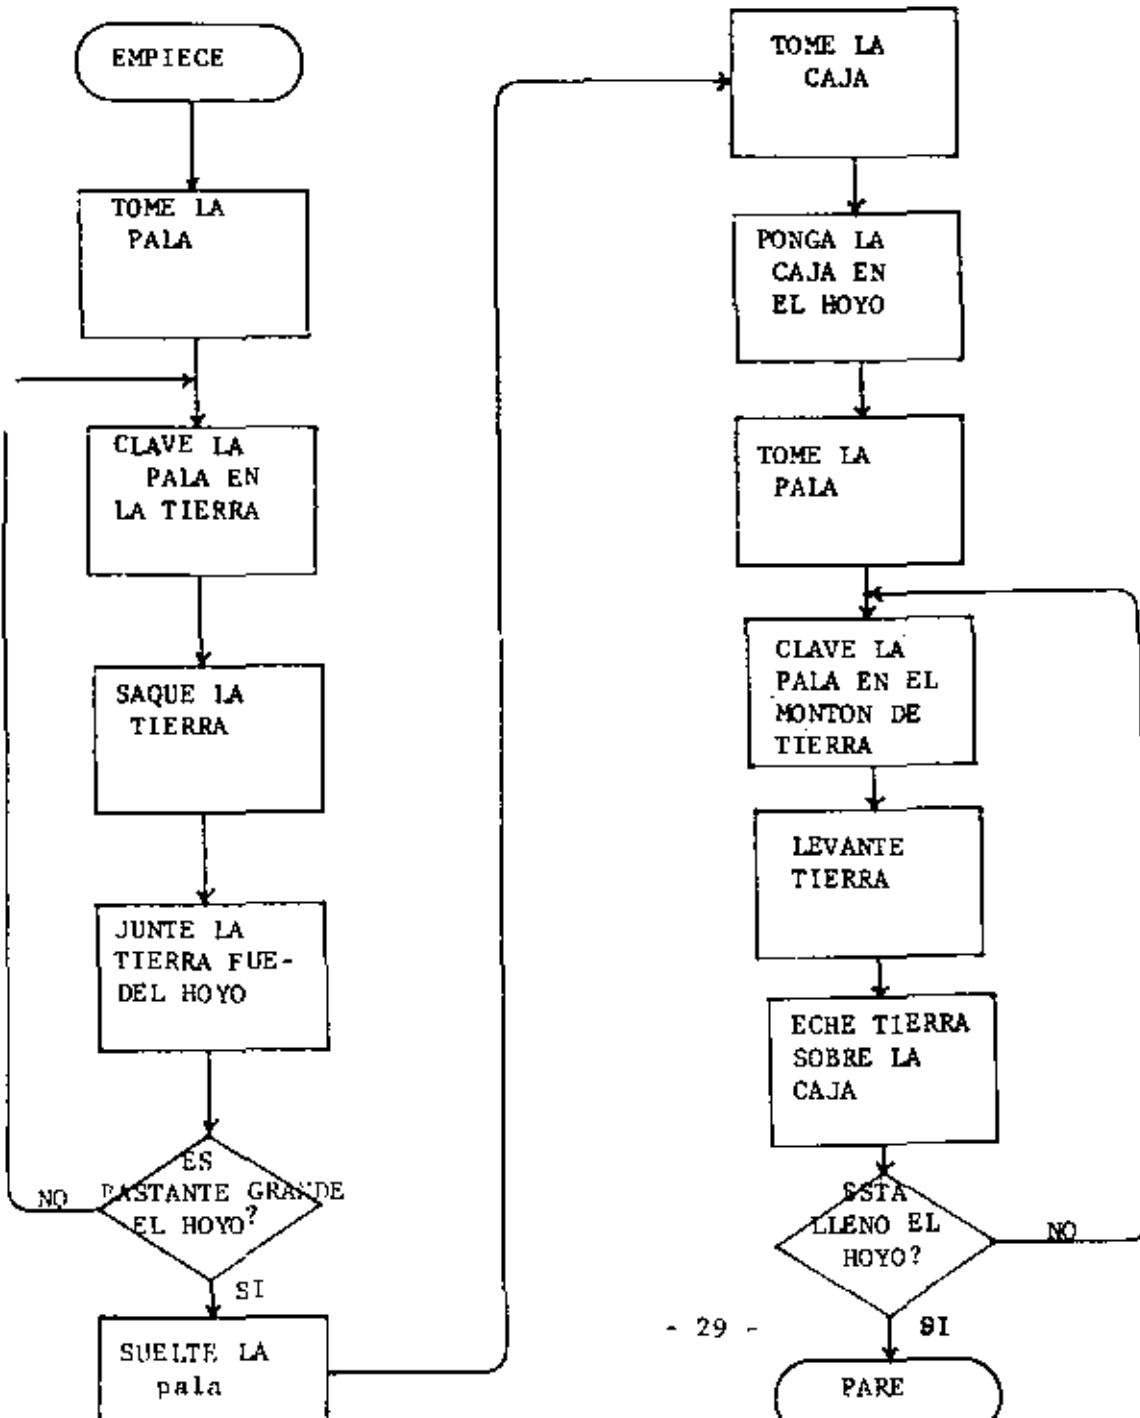 EMPIECE
TOME LA
PALA
CLAVE LA
PALA EN
LA TIERRA
SAQUE LA
TIERRA
JUNTE LA
TIERRA FUE-
DEL HOYO
ES
BASTANTE GRANDE
EL HOYO?
NO
SI
SUELTE LA
pala
TOME LA
CAJA
PONGA LA
CAJA EN
EL HOYO
TOME LA
PALA
CLAVE LA
PALA EN EL
MONTON DE
TIERRA
LEVANTE
TIERRA
ECHE TIERRA
SOBRE LA
CAJA
ESTA
LLENO EL
HOYO?
NO
SI
PARE
- 29 -